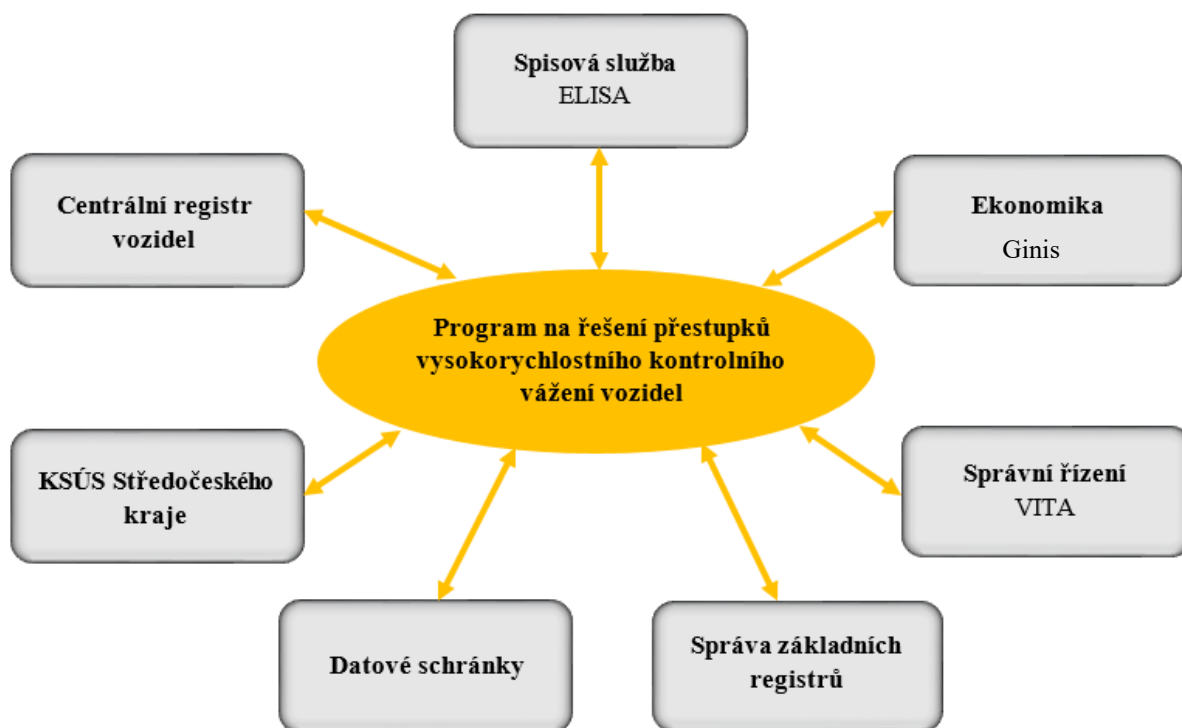 Spisová služba
ELISA
Centrální registr
vozidel
Ekonomika
Ginis
Program na řešení přestupků
vysokorychlostního kontrolního
vážení vozidel
KSÚS Středočeského
kraje
Správní řízení
VITA
Datové schránky
Správa základních
registrů